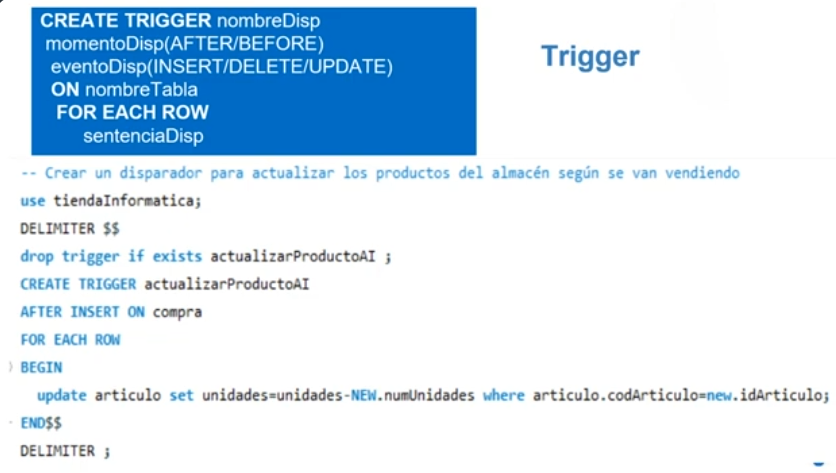 CREATE TRIGGER nombreDisp
momentoDisp(AFTER/BEFORE)
eventoDisp(INSERT/DELETE/UPDATE)
ON nombreTabla
FOR EACH ROW
sentenciaDisp
Trigger
-- Crear un disparador para actualizar los productos del almacén según se van vendiendo
use tiendaInformatica;
DELIMITER $$
drop trigger if exists actualizarProductoAI ;
CREATE TRIGGER actualizarProductoAI
AFTER INSERT ON compra
FOR EACH ROW
BEGIN
update articulo set unidades=unidades-NEW.numUnidades where articulo.codArticulo=new.idArticulo;
END$$
DELIMITER ;